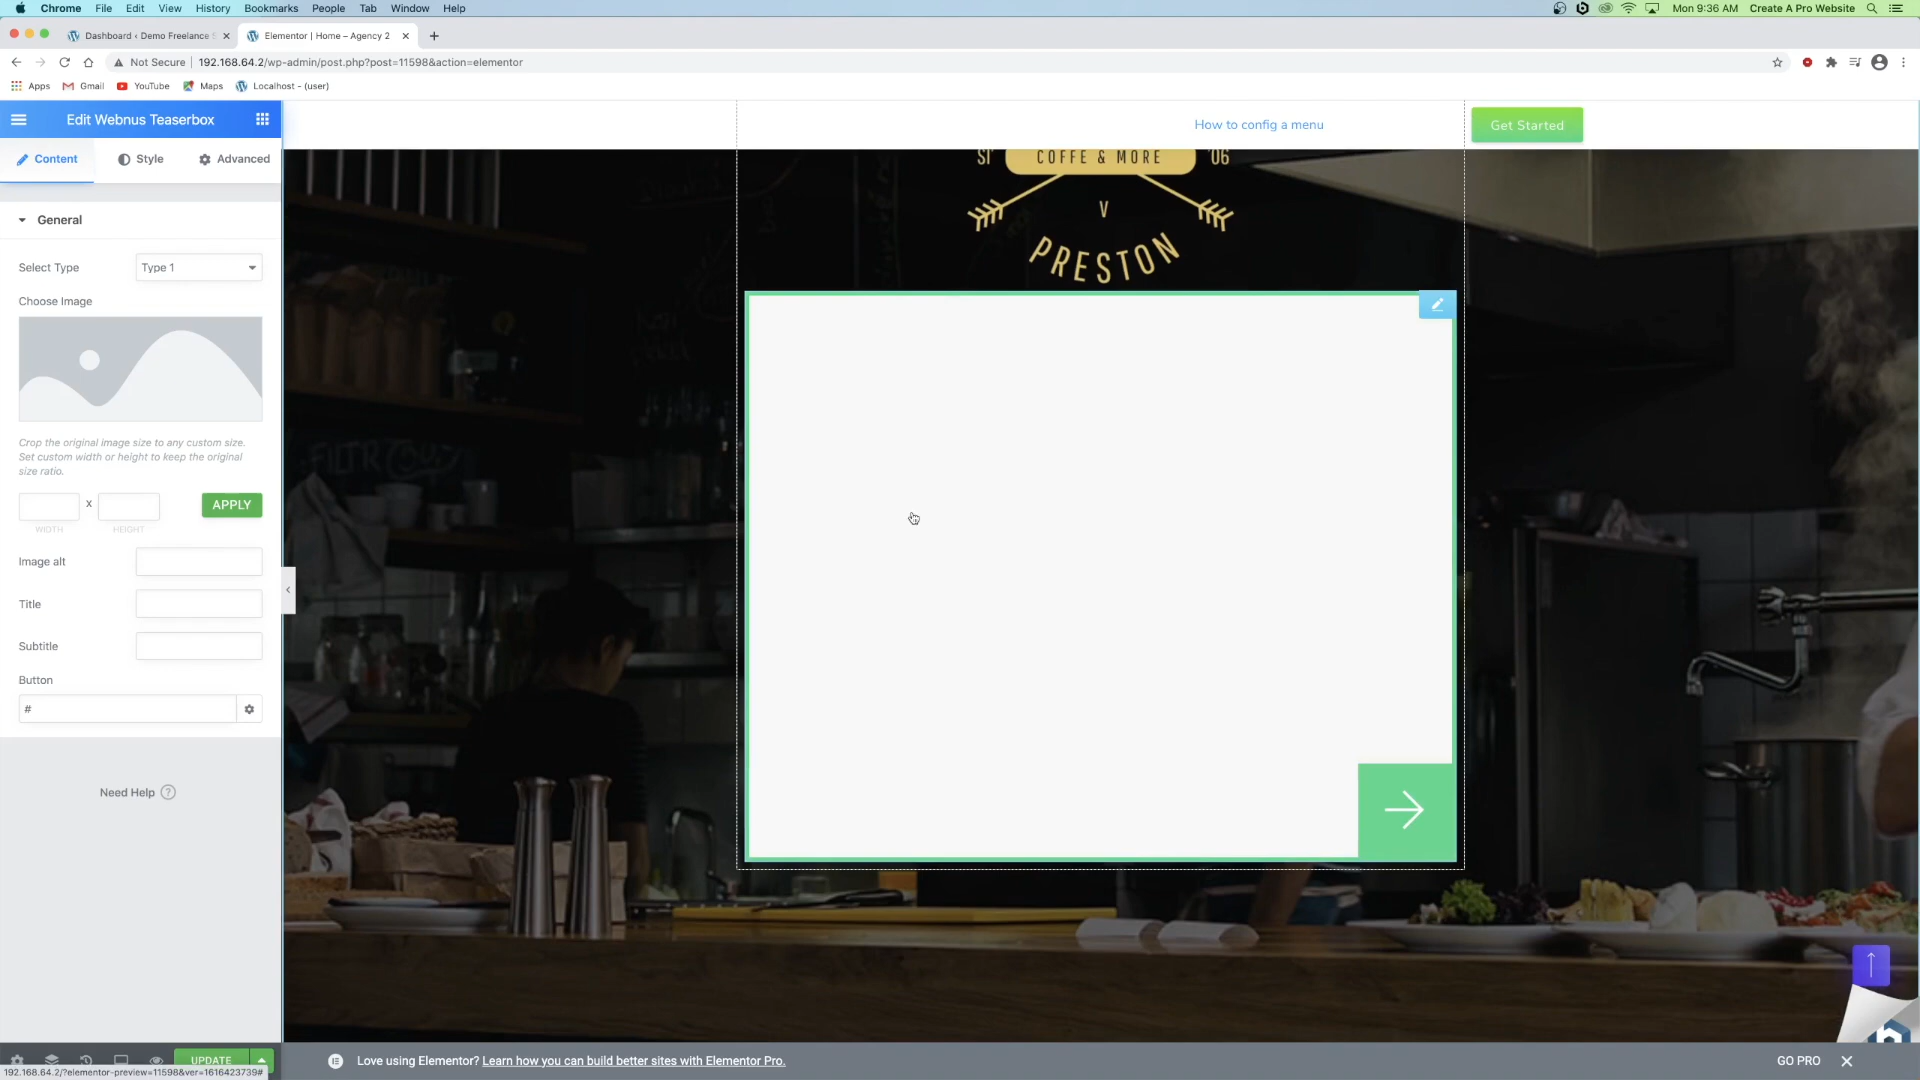 Chrome File Edit View History Bookmarks People Tab Window Help
Mon 9:36 AM Create A Pro Website
Dashboard ‹ Demo Freelance
Elementor | Home – Agency 2
Not Secure 192.168.64.2/wp-admin/post.php?post=11598&action=elementor
Apps Gmail YouTube Maps Localhost - (user)
Edit Webnus Teaserbox
Content Style Advanced
General
Select Type Type 1
Choose Image
Crop the original image size to any custom size.
Set custom width or height to keep the original
size ratio.
x APPLY
WIDTH HEIGHT
Image alt
Title
Subtitle
Button
#
Need Help ?
UPDATE
192.168.64.2/?elementor-preview=11598&ver=1616423739#
How to config a menu
Get Started
COFFE & MORE '06
V
PRESTON
Love using Elementor? Learn how you can build better sites with Elementor Pro.
GO PRO